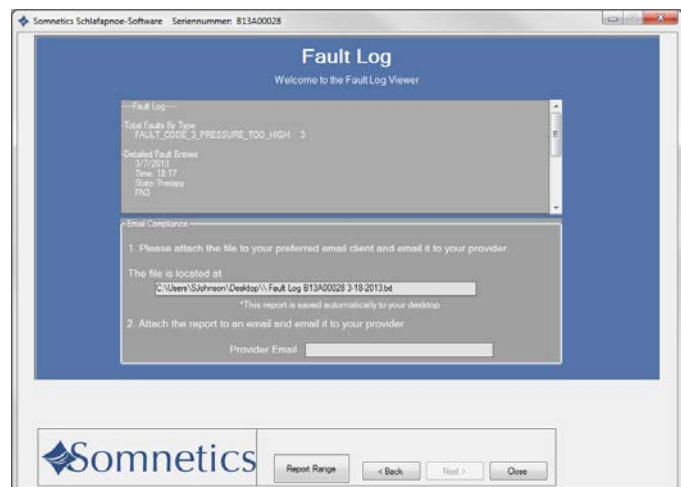 Somnetics Schlafapnoe-Software Seriennummer: B13A00028
Fault Log
Welcome to the Fault Log Viewer
---Fault Log---
-Total Faults By Type
FAULT_CODE_3_PRESSURE_TOO_HIGH: 3
-Detailed Fault Entries
3/7/2013
Time: 18:17
State Therapy
FN3
Email Compliance
1. Please attach the file to your preferred email client and email it to your provider.
The file is located at
C:\Users\SJohnson\Desktop\\ Fault Log B13A00028 3-18-2013.txt
*This report is saved automatically to your desktop
2. Attach the report to an email and email it to your provider
Provider Email
Somnetics
Report Range
< Back
Next >
Close